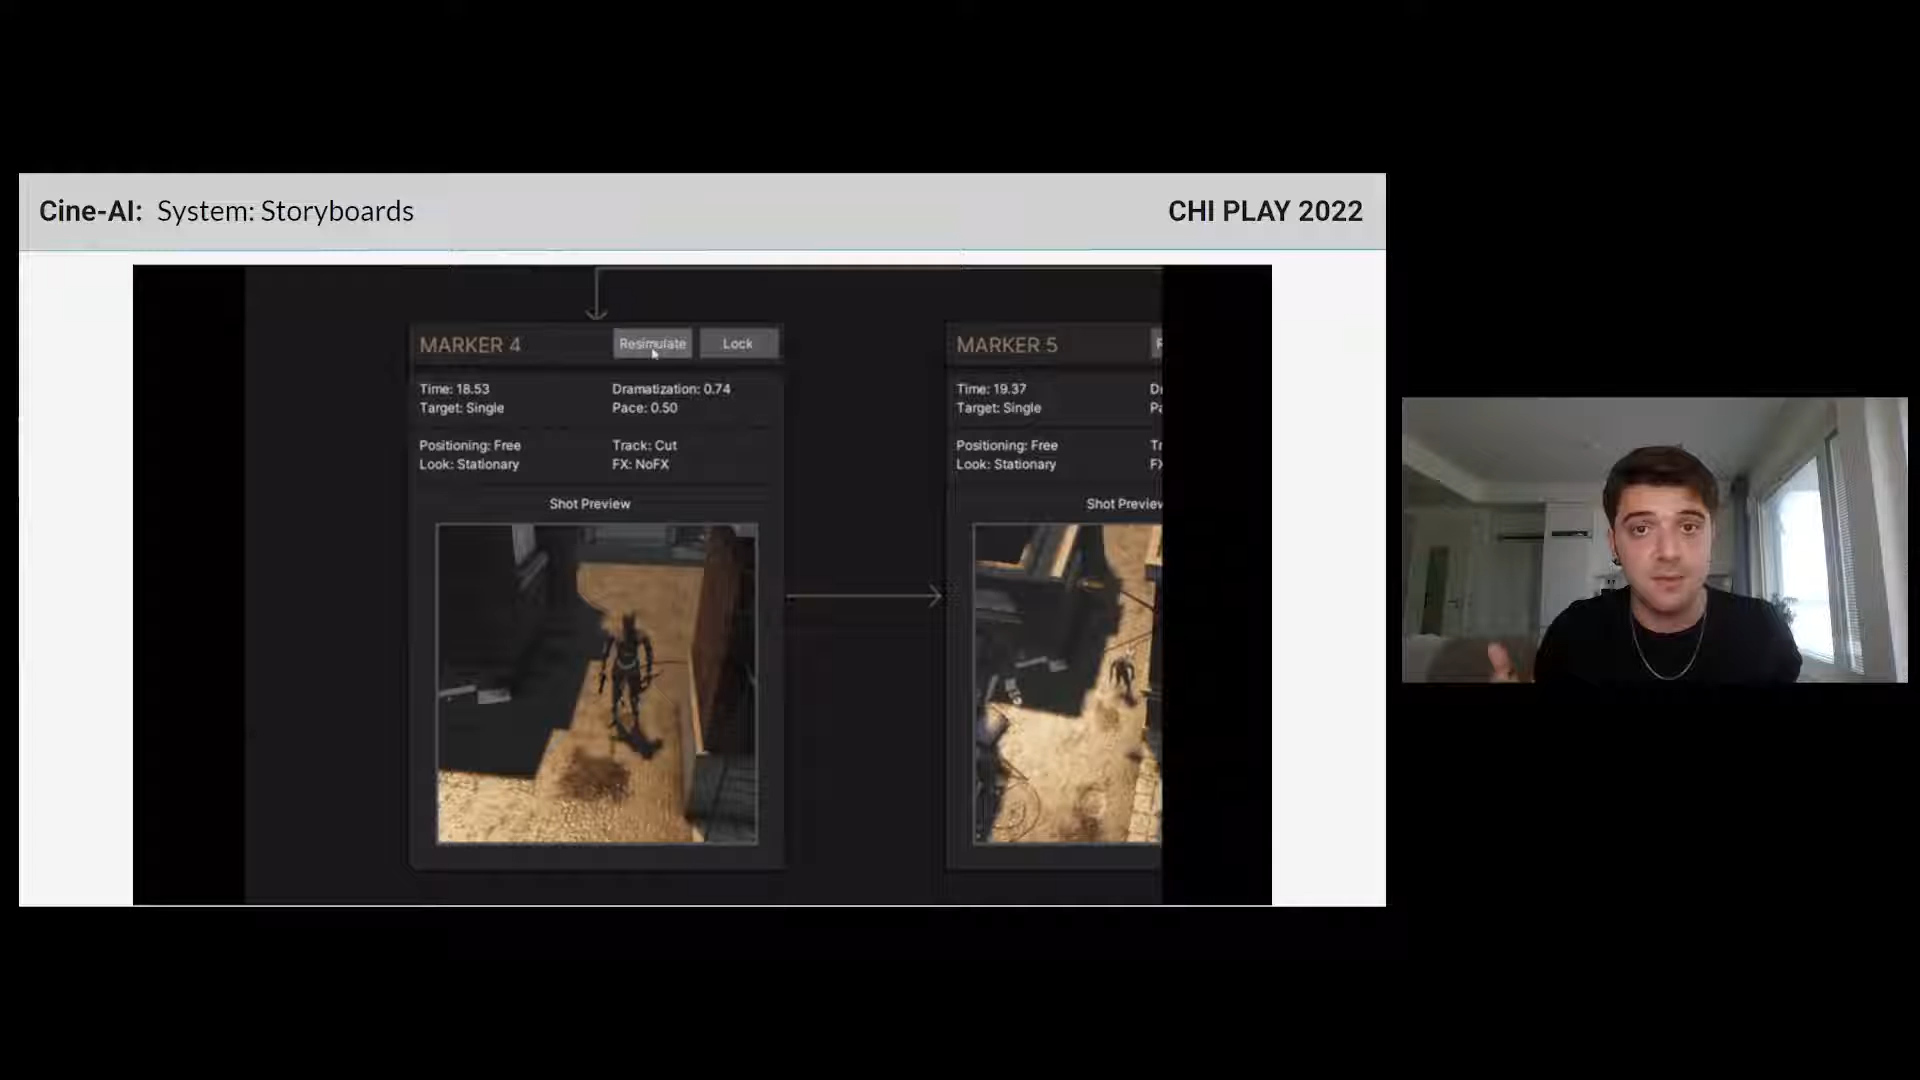 Cine-AI: System: Storyboards
CHI PLAY 2022
MARKER 4
Resimulate
Lock
Time: 18.53
Dramatization: 0.74
Target: Single
Pace: 0.50
Positioning: Free
Track: Cut
Look: Stationary
FX: NoFX
Shot Preview
MARKER 5
Time: 19.37
Target: Single
Positioning: Free
Look: Stationary
Shot Preview